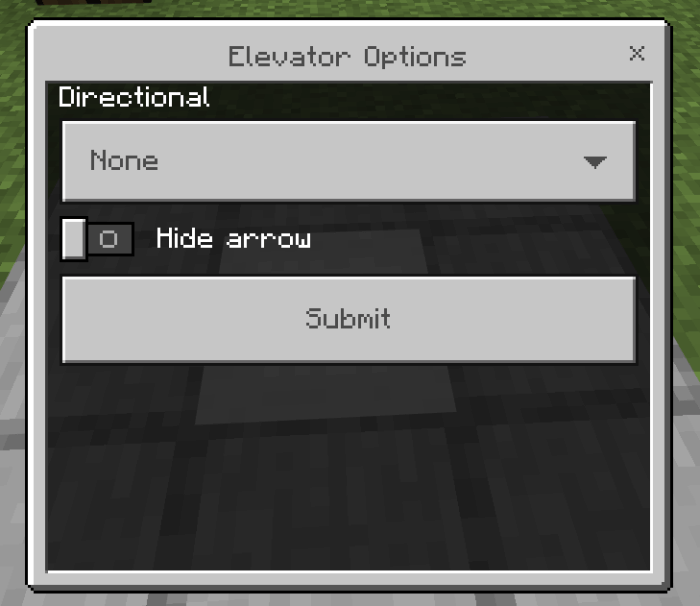 Elevator Options
Directional
None
Hide arrow
Submit